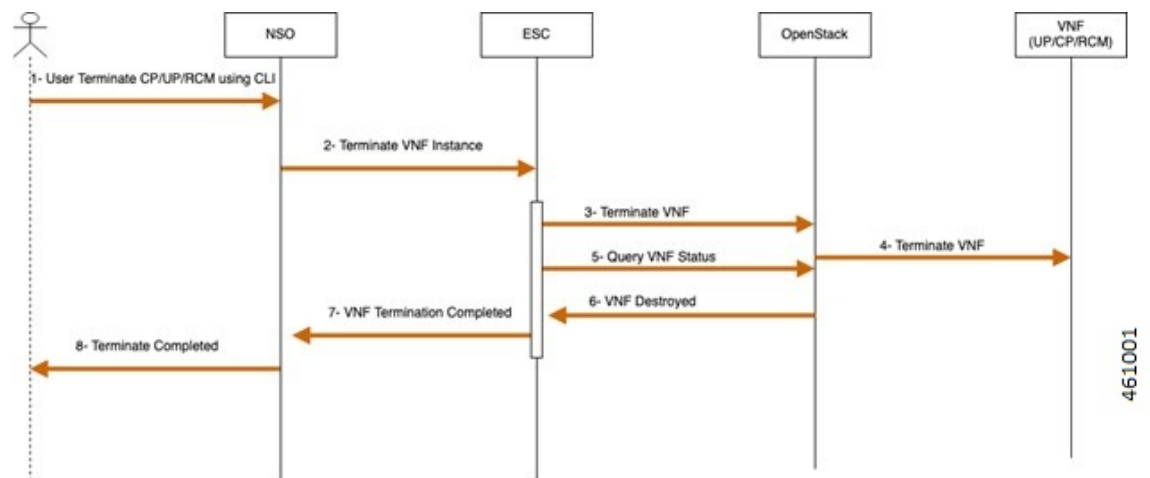 NSO
ESC
OpenStack
VNF
(UP/CP/RCM)
1- User Terminate CP/UP/RCM using CLI
2- Terminate VNF Instance
3- Terminate VNF
4- Terminate VNF
5- Query VNF Status
6- VNF Destroyed
7- VNF Termination Completed
8- Terminate Completed
461001